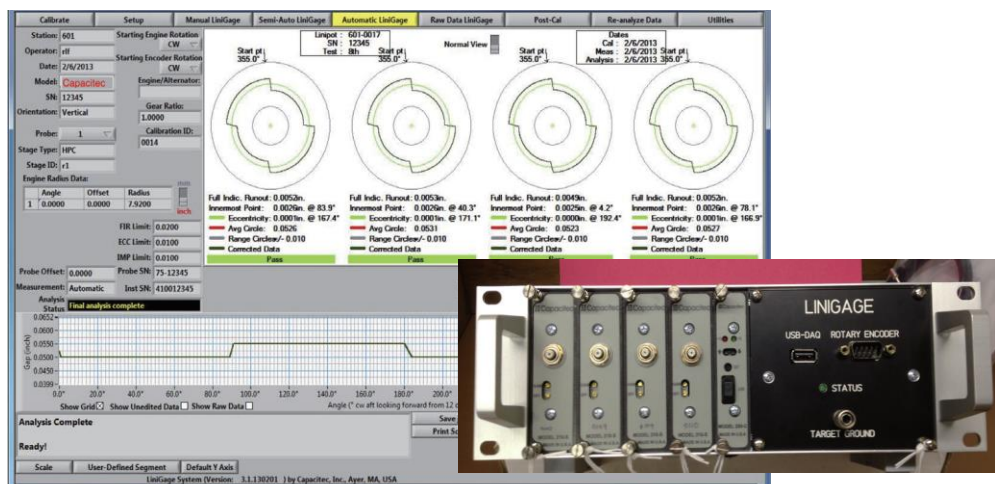 Calibrate Setup Manual LiniGage Semi-Auto LiniGage Automatic LiniGage Raw Data LiniGage Post-Cal Re-analyze Data Utilities
Station: 601
Operator: rlf
Date: 2/6/2013
Model: Capacitec
SN: 12345
Orientation: Vertical
Probe: 1
Stage Type: HPC
Stage ID: r1
Starting Engine Rotation
CW
Starting Encoder Rotation
CW
Engine/Alternator:
Gear Ratio:
1.0000
Calibration ID:
0014
Engine Radius Data:
Angle Offset Radius
1 0.0000 0.0000 7.9200
mm
inch
FIR Limit: 0.0200
ECC Limit: 0.0100
IMP Limit: 0.0100
Probe Offset: 0.0000 Probe SN: 75-12345
Measurement: Automatic Inst SN: 410012345
Analysis
Status Final analysis complete
Linipot : 601-0017
SN : 12345
Test : 8th
Normal View
Dates
Cal : 2/6/2013
Meas : 2/6/2013
Analysis : 2/6/2013
Start pt
355.0°
Start pt
355.0°
Start pt
355.0°
Start pt
365.0°
Full Indic. Runout: 0.0052in.
Innermost Point: 0.0026in. @ 83.9°
Eccentricity: 0.0001in. @ 167.4°
Avg Circle: 0.0526
Range Circles+/- 0.010
Corrected Data
Pass
Full Indic. Runout: 0.0053in.
Innermost Point: 0.0026in. @ 40.3°
Eccentricity: 0.0001in. @ 171.1°
Avg Circle: 0.0531
Range Circles+/- 0.010
Corrected Data
Pass
Full Indic. Runout: 0.0049in.
Innermost Point: 0.0025in. @ 4.2°
Eccentricity: 0.0000in. @ 192.4°
Avg Circle: 0.0523
Range Circles+/- 0.010
Corrected Data
Pass
Full Indic. Runout: 0.0052in.
Innermost Point: 0.0026in. @ 78.1°
Eccentricity: 0.0001in. @ 166.9°
Avg Circle: 0.0527
Range Circles+/- 0.010
Corrected Data
Pass
Gap (inch)
0.0652
0.0600
0.0500
0.0450
0.0399
0.0° 20.0° 40.0° 60.0° 80.0° 100.0° 120.0° 140.0° 160.0° 180.0° 200.0°
Show Grid Show Unedited Data Show Raw Data Angle (° cw aft looking forward from 12
Analysis Complete
Ready!
Save
Print
Scale User-Defined Segment Default Y Axis
LiniGage System (Version: 3.1.130201 ) by Capacitec, Inc., Ayer, MA, USA
Capacitec
Capacitec
Capacitec
Capacitec
LINIGAGE
USB-DAQ ROTARY ENCODER
STATUS
TARGET GROUND